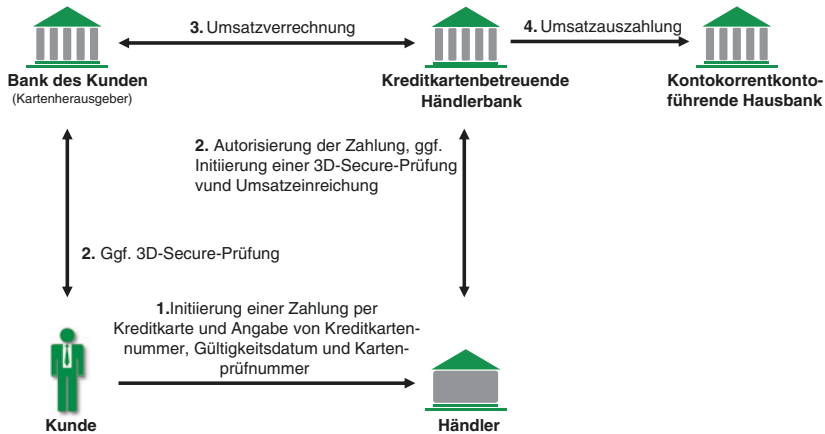 3. Umsatzverrechnung
4. Umsatzauszahlung
Bank des Kunden
(Kartenherausgeber)
Kreditkartenbetreuende
Händlerbank
Kontokorrentkonto-
führende Hausbank
2. Autorisierung der Zahlung, ggf.
Initiierung einer 3D-Secure-Prüfung
vund Umsatzeinreichung
2. Ggf. 3D-Secure-Prüfung
1.Initiierung einer Zahlung per
Kreditkarte und Angabe von Kreditkarten-
nummer, Gültigkeitsdatum und Karten-
prüfnummer
Kunde
Händler